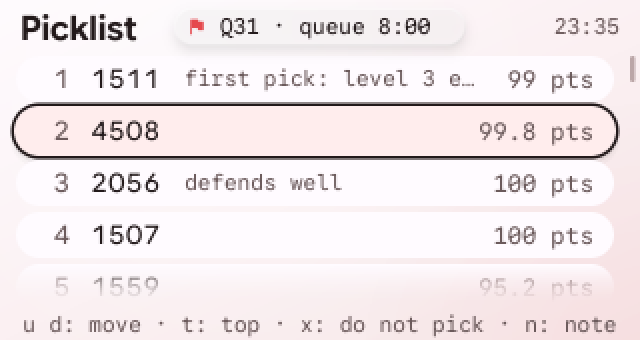 Picklist Q31 · queue 8:00 23:35
1 1511 first pick: level 3 e… 99 pts
2 4508 99.8 pts
3 2056 defends well 100 pts
4 1507 100 pts
5 1559 95.2 pts
u d: move · t: top · x: do not pick · n: note